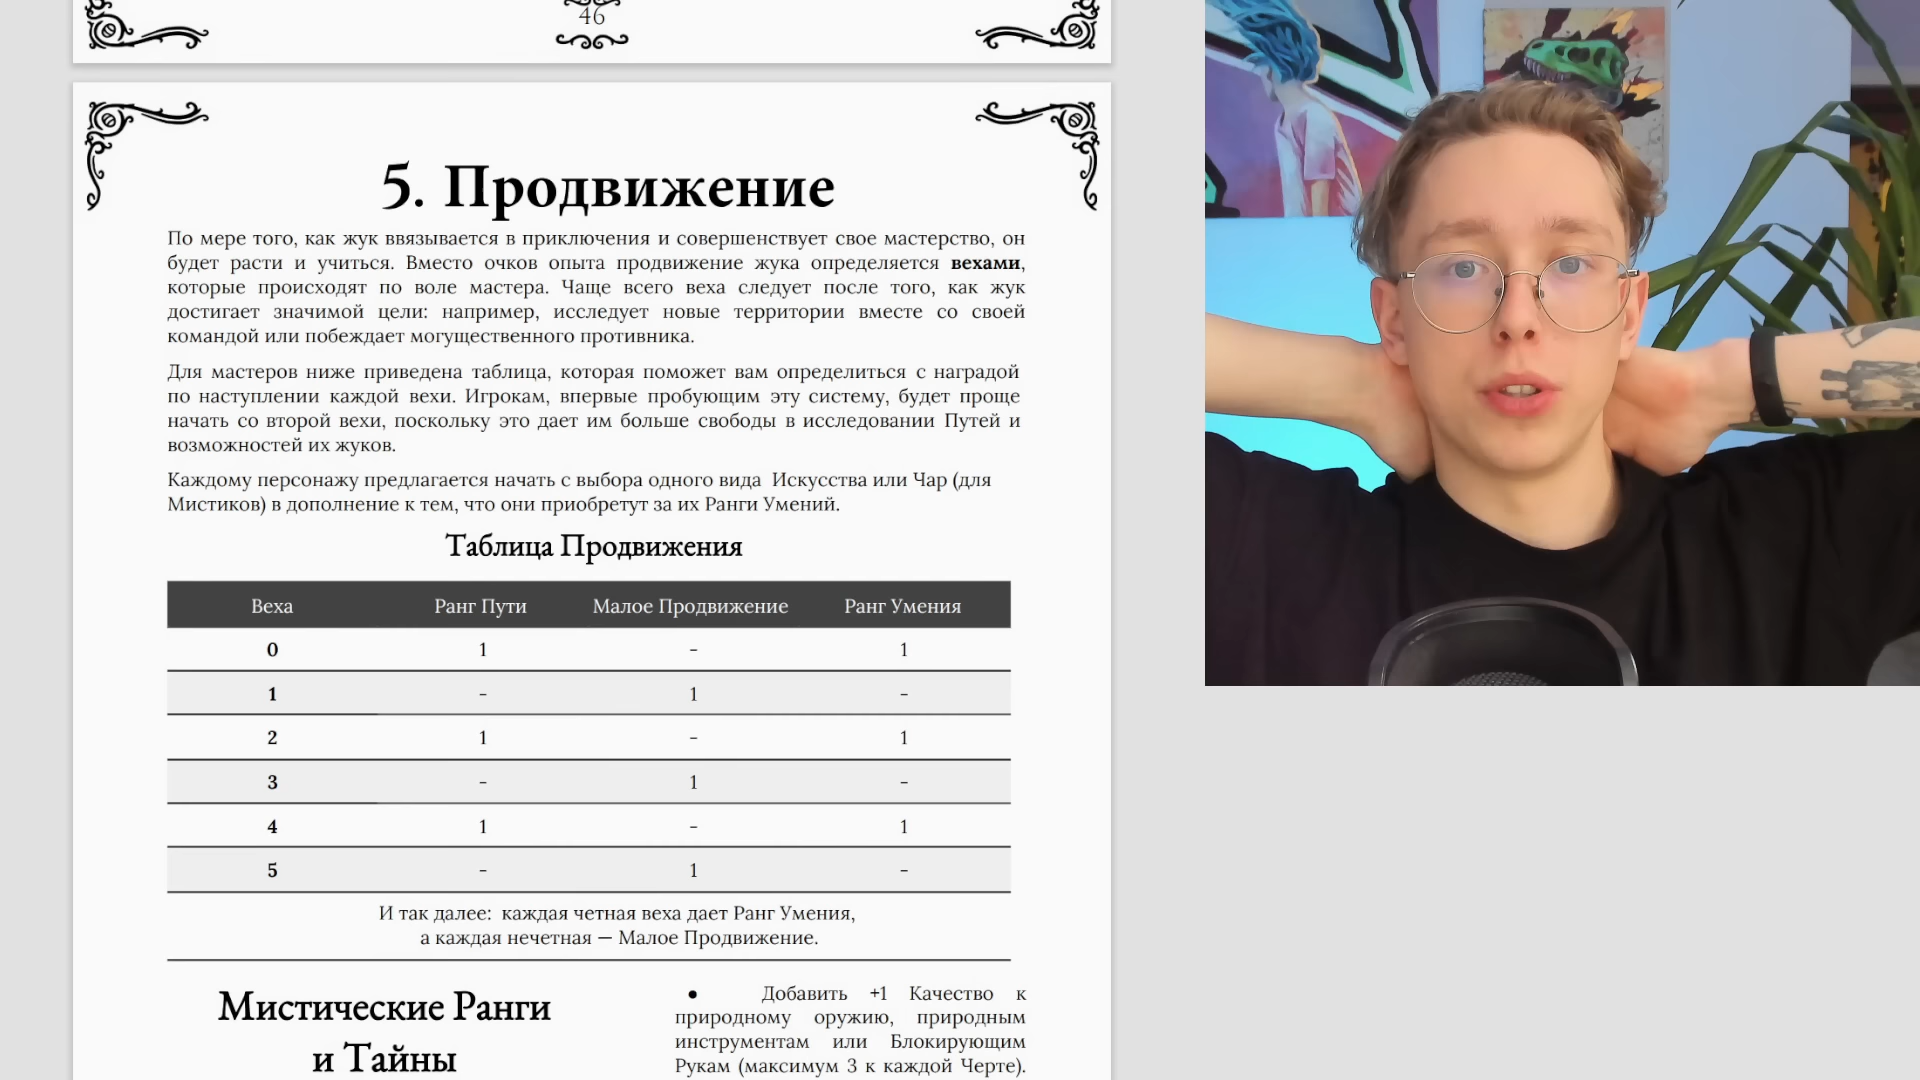 46
5. Продвижение
По мере того, как жук ввязывается в приключения и совершенствует свое мастерство, он
будет расти и учиться. Вместо очков опыта продвижение жука определяется вехами,
которые происходят по воле мастера. Чаще всего веха следует после того, как жук
достигает значимой цели: например, исследует новые территории вместе со своей
командой или побеждает могущественного противника.
Для мастеров ниже приведена таблица, которая поможет вам определиться с наградой
по наступлении каждой вехи. Игрокам, впервые пробующим эту систему, будет проще
начать со второй вехи, поскольку это дает им больше свободы в исследовании Путей и
возможностей их жуков.
Каждому персонажу предлагается начать с выбора одного вида Искусства или Чар (для
Мистиков) в дополнение к тем, что они приобретут за их Ранги Умений.
Таблица Продвижения
Веха Ранг Пути Малое Продвижение Ранг Умения
0 1 - 1
1 - 1 -
2 1 - 1
3 - 1 -
4 1 - 1
5 - 1 -
И так далее: каждая четная веха дает Ранг Умения,
а каждая нечетная — Малое Продвижение.
Мистические Ранги
и Тайны
● Добавить +1 Качество к
природному оружию, природным
инструментам или Блокирующим
Рукам (максимум 3 к каждой Черте).